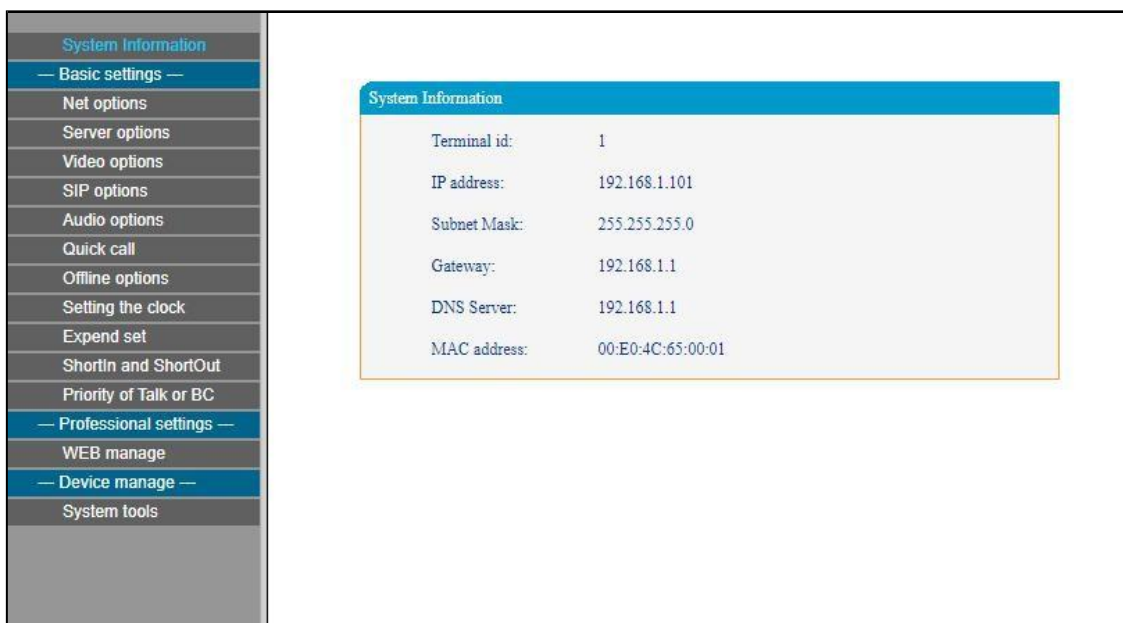 System Information
— Basic settings —
Net options
Server options
Video options
SIP options
Audio options
Quick call
Offline options
Setting the clock
Expend set
ShortIn and ShortOut
Priority of Talk or BC
— Professional settings —
WEB manage
— Device manage —
System tools
System Information
Terminal id: 1
IP address: 192.168.1.101
Subnet Mask: 255.255.255.0
Gateway: 192.168.1.1
DNS Server: 192.168.1.1
MAC address: 00:E0:4C:65:00:01